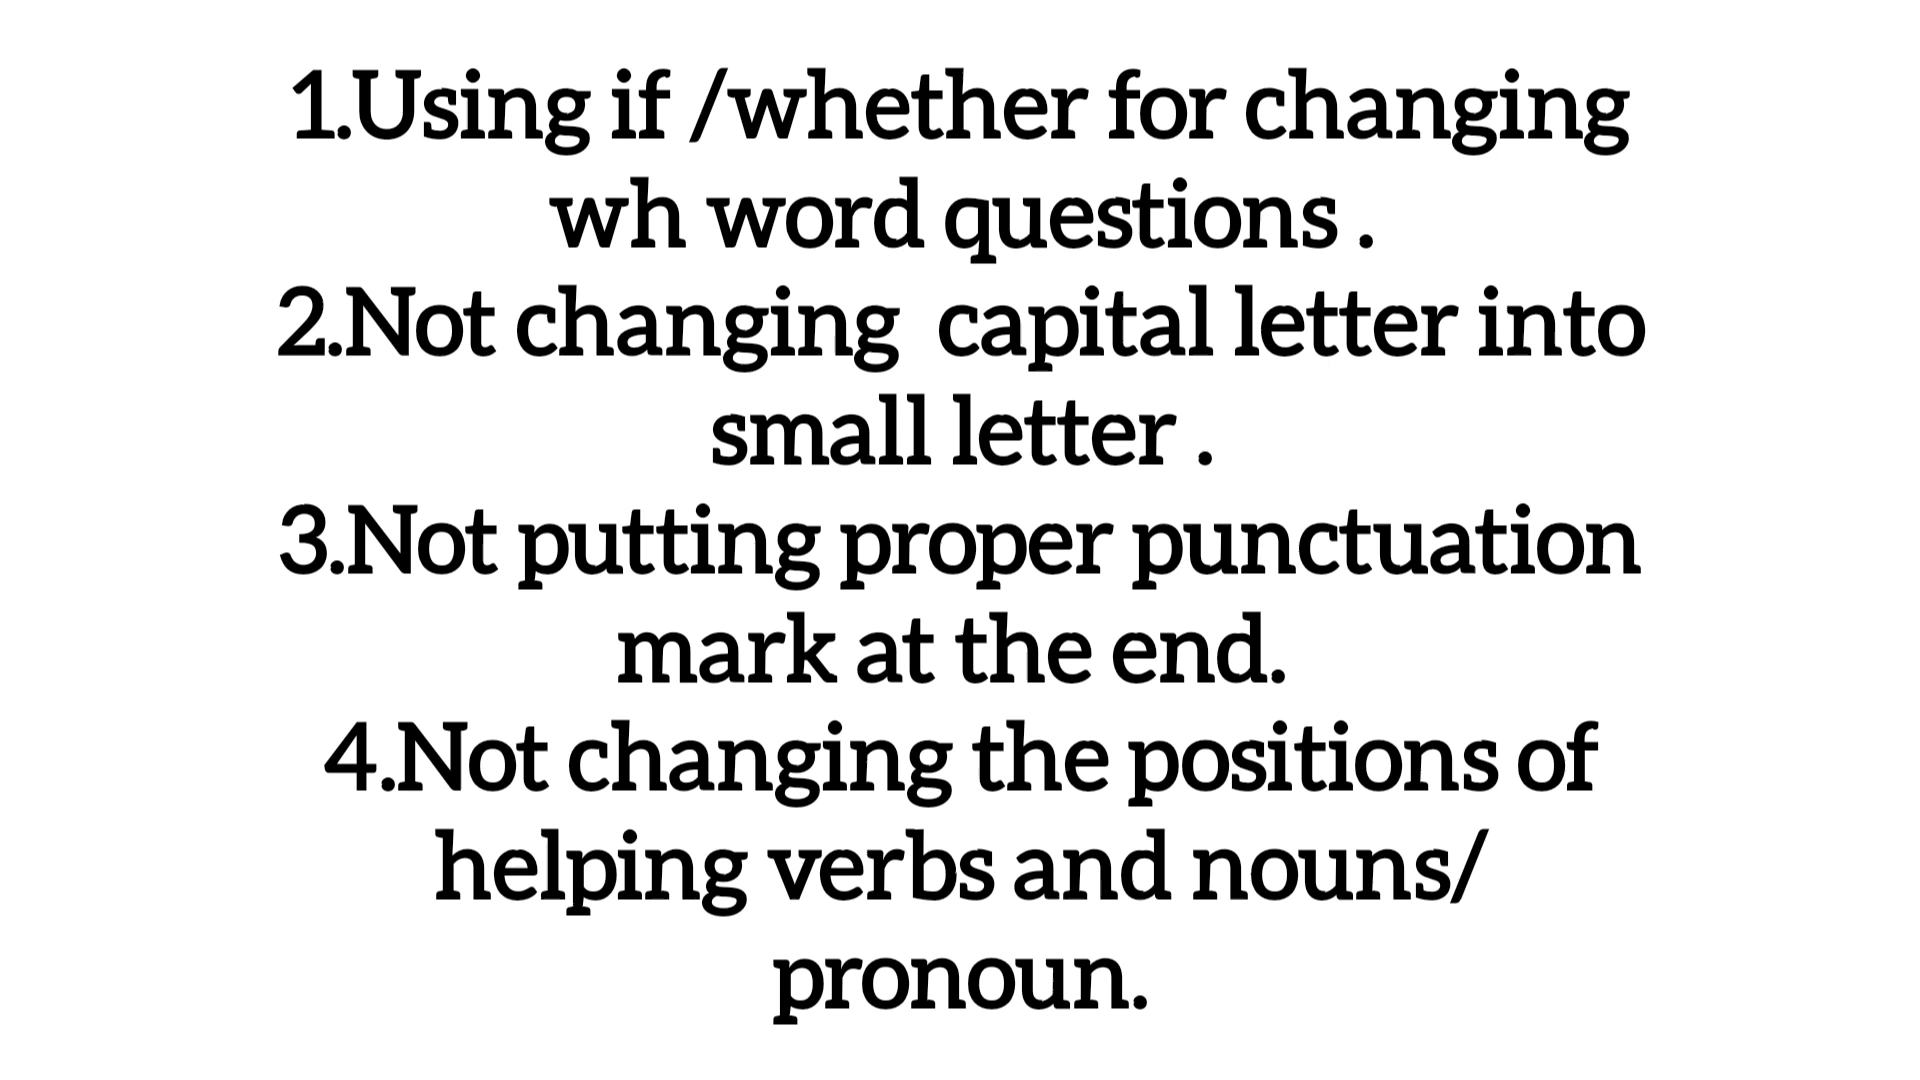 1.Using if /whether for changing
wh word questions .
2.Not changing  capital letter into
small letter .
3.Not putting proper punctuation
mark at the end.
4.Not changing the positions of
helping verbs and nouns/
pronoun.